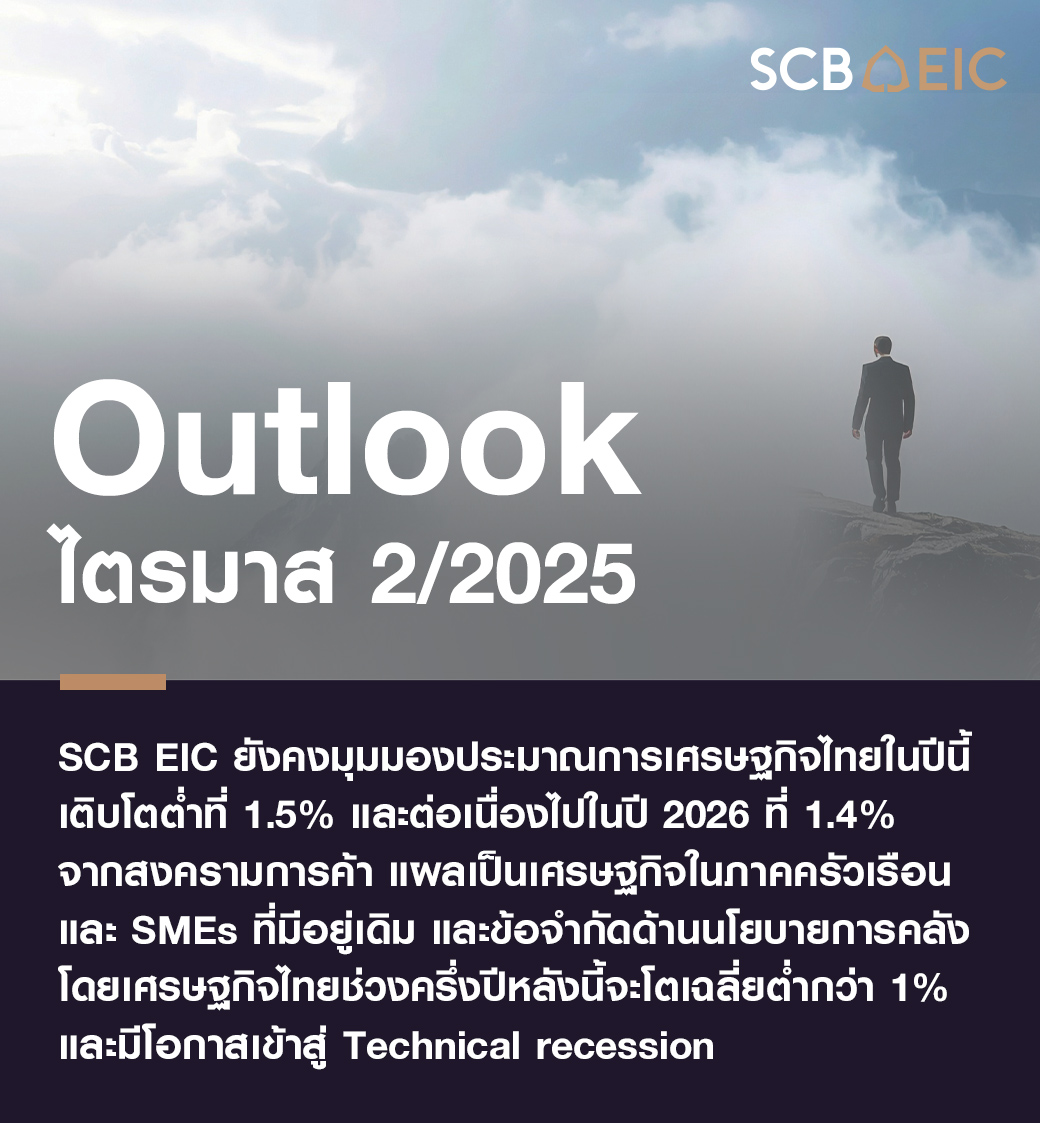 SCB EIC
Outlook
ไตรมาส 2/2025
SCB EIC ยังคงมุมมองประมาณการเศรษฐกิจไทยในปีนี้
เติบโตต่ำที่ 1.5% และต่อเนื่องไปในปี 2026 ที่ 1.4%
จากสงครามการค้า แผลเป็นเศรษฐกิจในภาคครัวเรือน
และ SMEs ที่มีอยู่เดิม และข้อจำกัดด้านนโยบายการคลัง
โดยเศรษฐกิจไทยช่วงครึ่งปีหลังนี้จะโตเฉลี่ยต่ำกว่า 1%
และมีโอกาสเข้าสู่ Technical recession